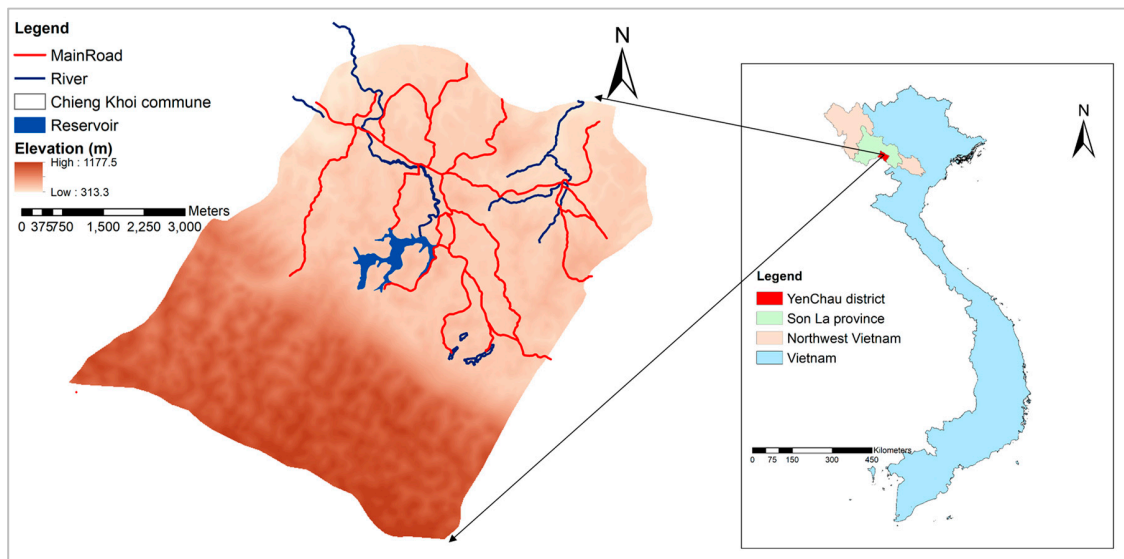 Legend
MainRoad
River
Chieng Khoi commune
Reservoir
Elevation (m)
High : 1177.5
Low : 313.3
Meters
0 375750 1,500 2,250 3,000
N
N
Legend
YenChau district
Son La province
Northwest Vietnam
Vietnam
Kilometers
0 75 150 300 450